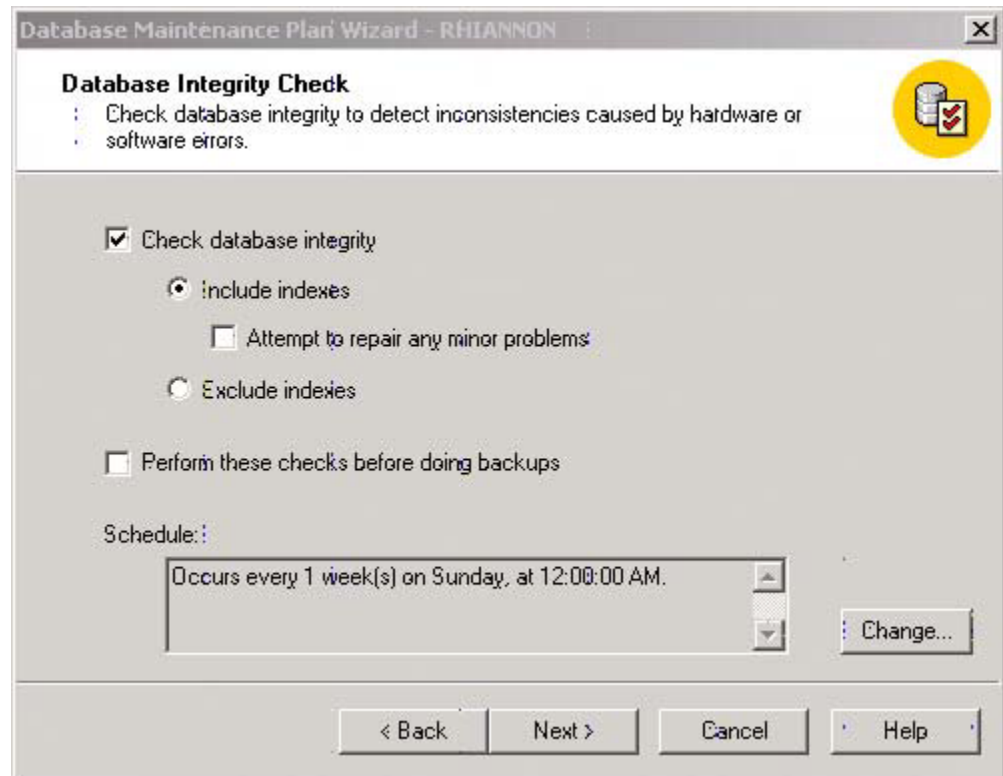 Database Maintenance Plan Wizard - RHIANNON
Database Integrity Check
Check database integrity to detect inconsistencies caused by hardware or
software errors.
Check database integrity
Include indexes
Attempt to repair any minor problems
Exclude indexes
Perform these checks before doing backups
Schedule:
Occurs every 1 week(s) on Sunday, at 12:00:00 AM.
Change...
< Back
Next >
Cancel
Help